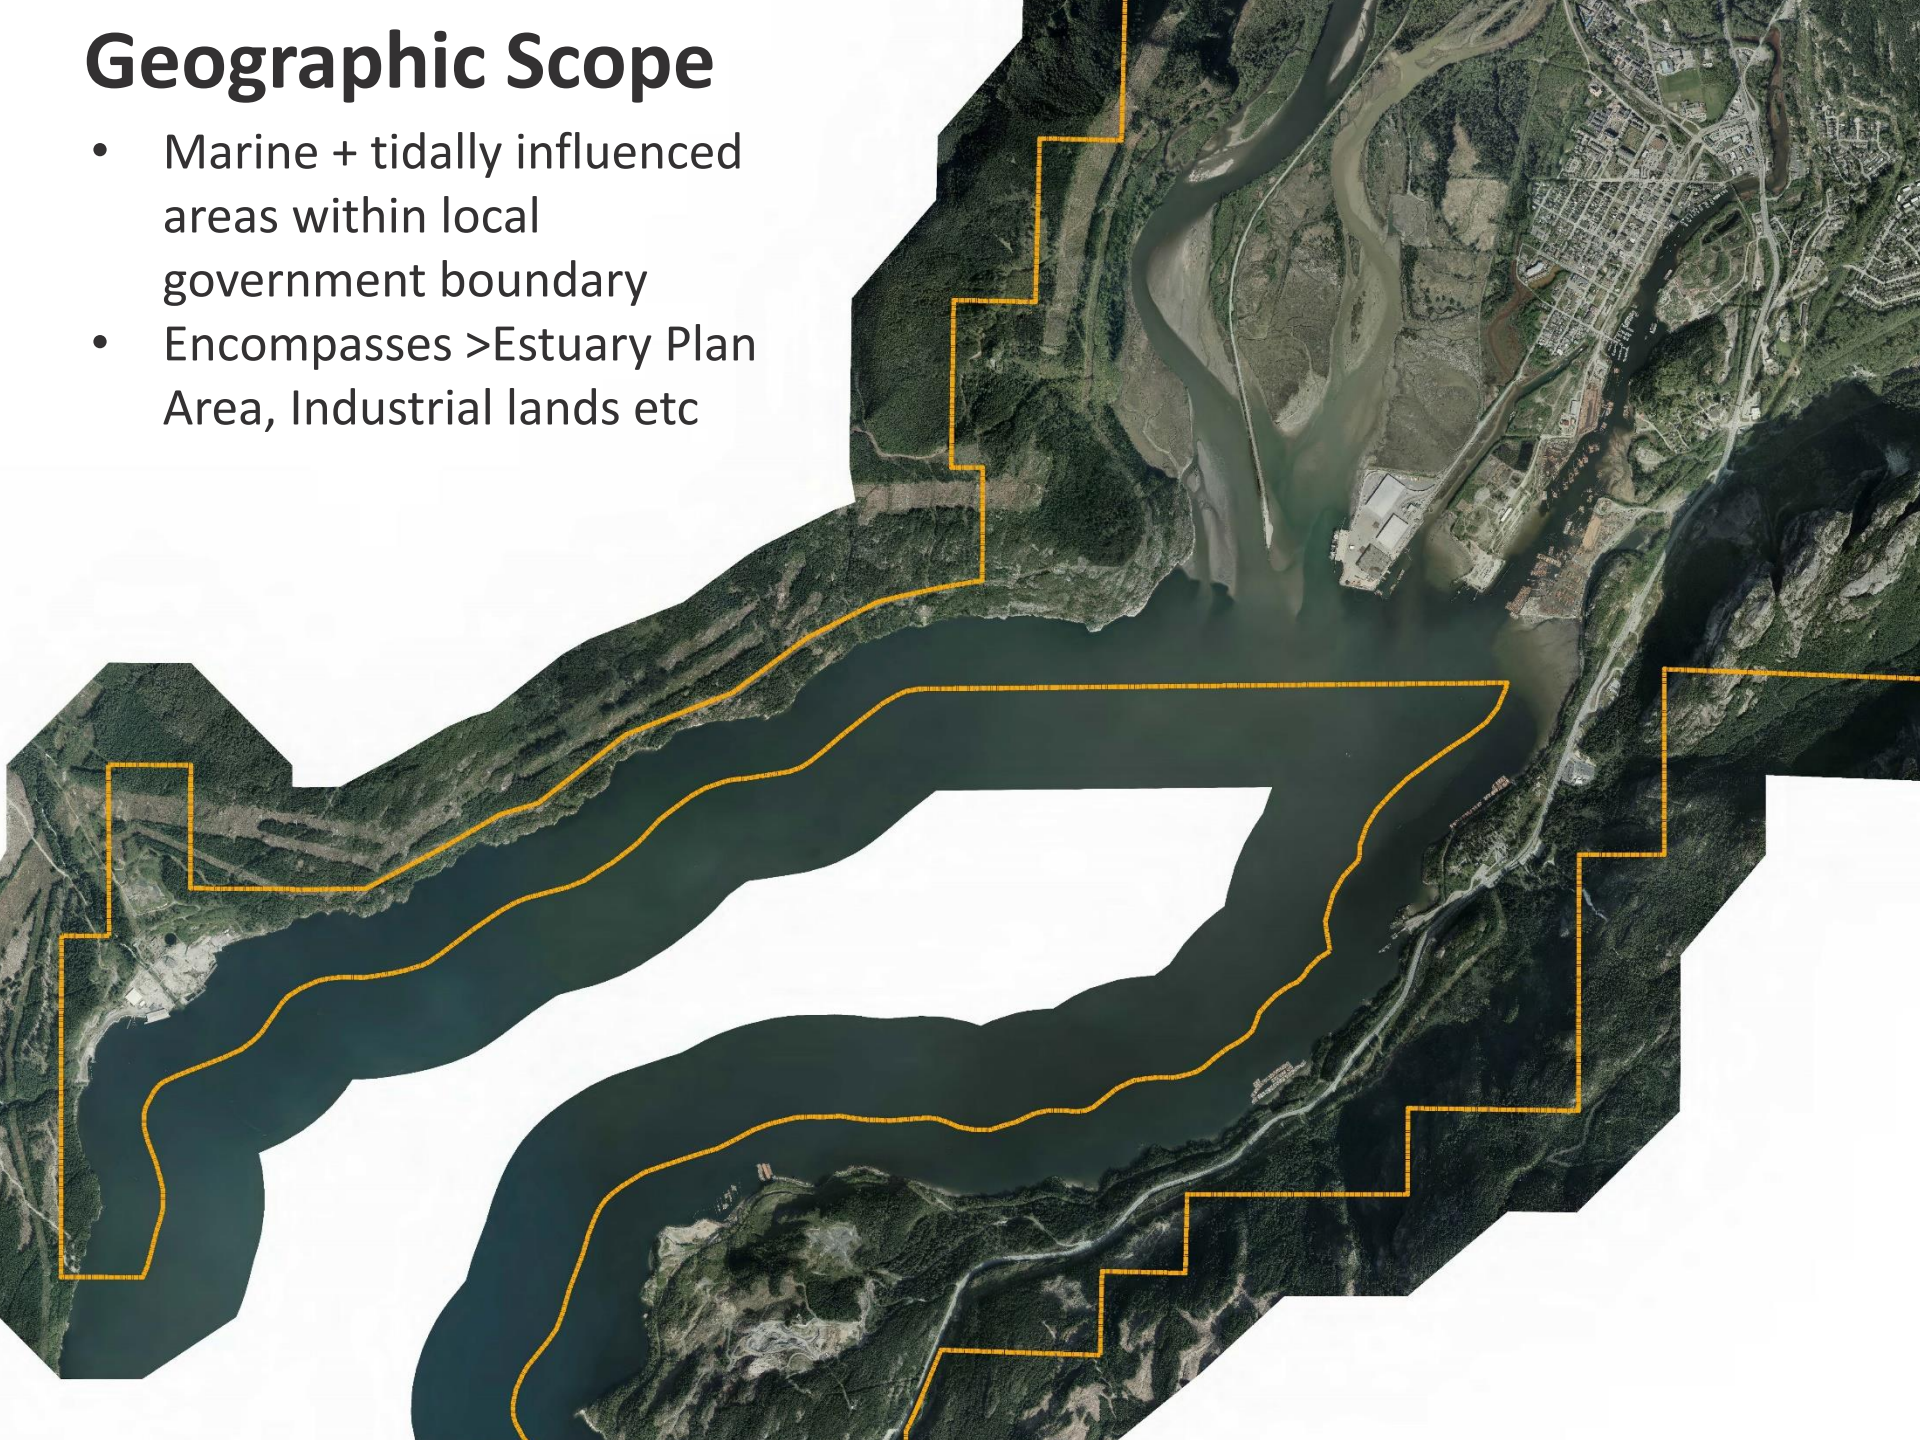 Geographic Scope
• Marine + tidally influenced
areas within local
government boundary
• Encompasses >Estuary Plan
Area, Industrial lands etc